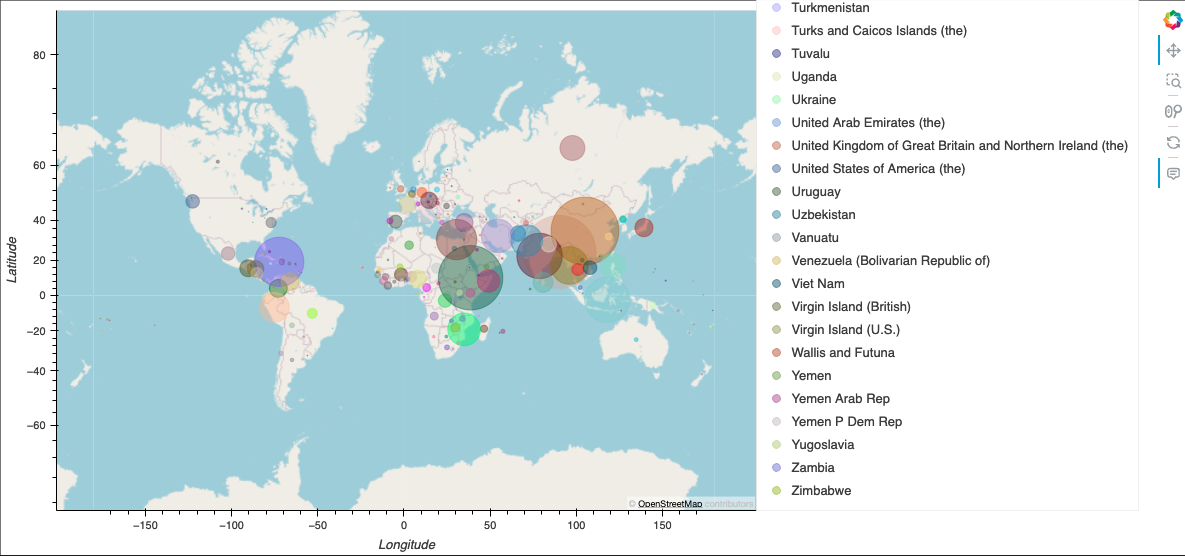 80
60
40
20
0
−20
−40
−60
Latitude
−150
−100
−50
0
50
100
150
Longitude
© OpenStreetMap contributors
Turkmenistan
Turks and Caicos Islands (the)
Tuvalu
Uganda
Ukraine
United Arab Emirates (the)
United Kingdom of Great Britain and Northern Ireland (the)
United States of America (the)
Uruguay
Uzbekistan
Vanuatu
Venezuela (Bolivarian Republic of)
Viet Nam
Virgin Island (British)
Virgin Island (U.S.)
Wallis and Futuna
Yemen
Yemen Arab Rep
Yemen P Dem Rep
Yugoslavia
Zambia
Zimbabwe